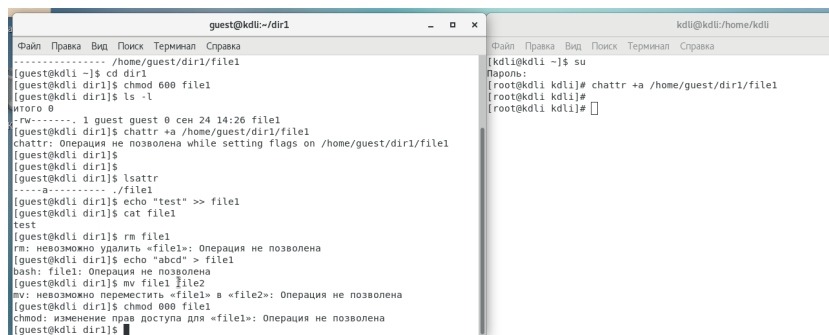 guest@kdli:~/dir1
Файл Правка Вид Поиск Терминал Справка
---------------- /home/guest/dir1/file1
[guest@kdli ~]$ cd dir1
[guest@kdli dir1]$ chmod 600 file1
[guest@kdli dir1]$ ls -l
итого 0
-rw-------. 1 guest guest 0 сен 24 14:26 file1
[guest@kdli dir1]$ chattr +a /home/guest/dir1/file1
chattr: Операция не позволена while setting flags on /home/guest/dir1/file1
[guest@kdli dir1]$
[guest@kdli dir1]$
[guest@kdli dir1]$ lsattr
-----a---------- ./file1
[guest@kdli dir1]$ echo "test" >> file1
[guest@kdli dir1]$ cat file1
test
[guest@kdli dir1]$ rm file1
rm: невозможно удалить «file1»: Операция не позволена
[guest@kdli dir1]$ echo "abcd" > file1
bash: file1: Операция не позволена
[guest@kdli dir1]$ mv file1 file2
mv: невозможно переместить «file1» в «file2»: Операция не позволена
[guest@kdli dir1]$ chmod 000 file1
chmod: изменение прав доступа для «file1»: Операция не позволена
[guest@kdli dir1]$
kdli@kdli:/home/kdli
Файл Правка Вид Поиск Терминал Справка
[kdli@kdli ~]$ su
Пароль:
[root@kdli kdli]# chattr +a /home/guest/dir1/file1
[root@kdli kdli]#
[root@kdli kdli]#